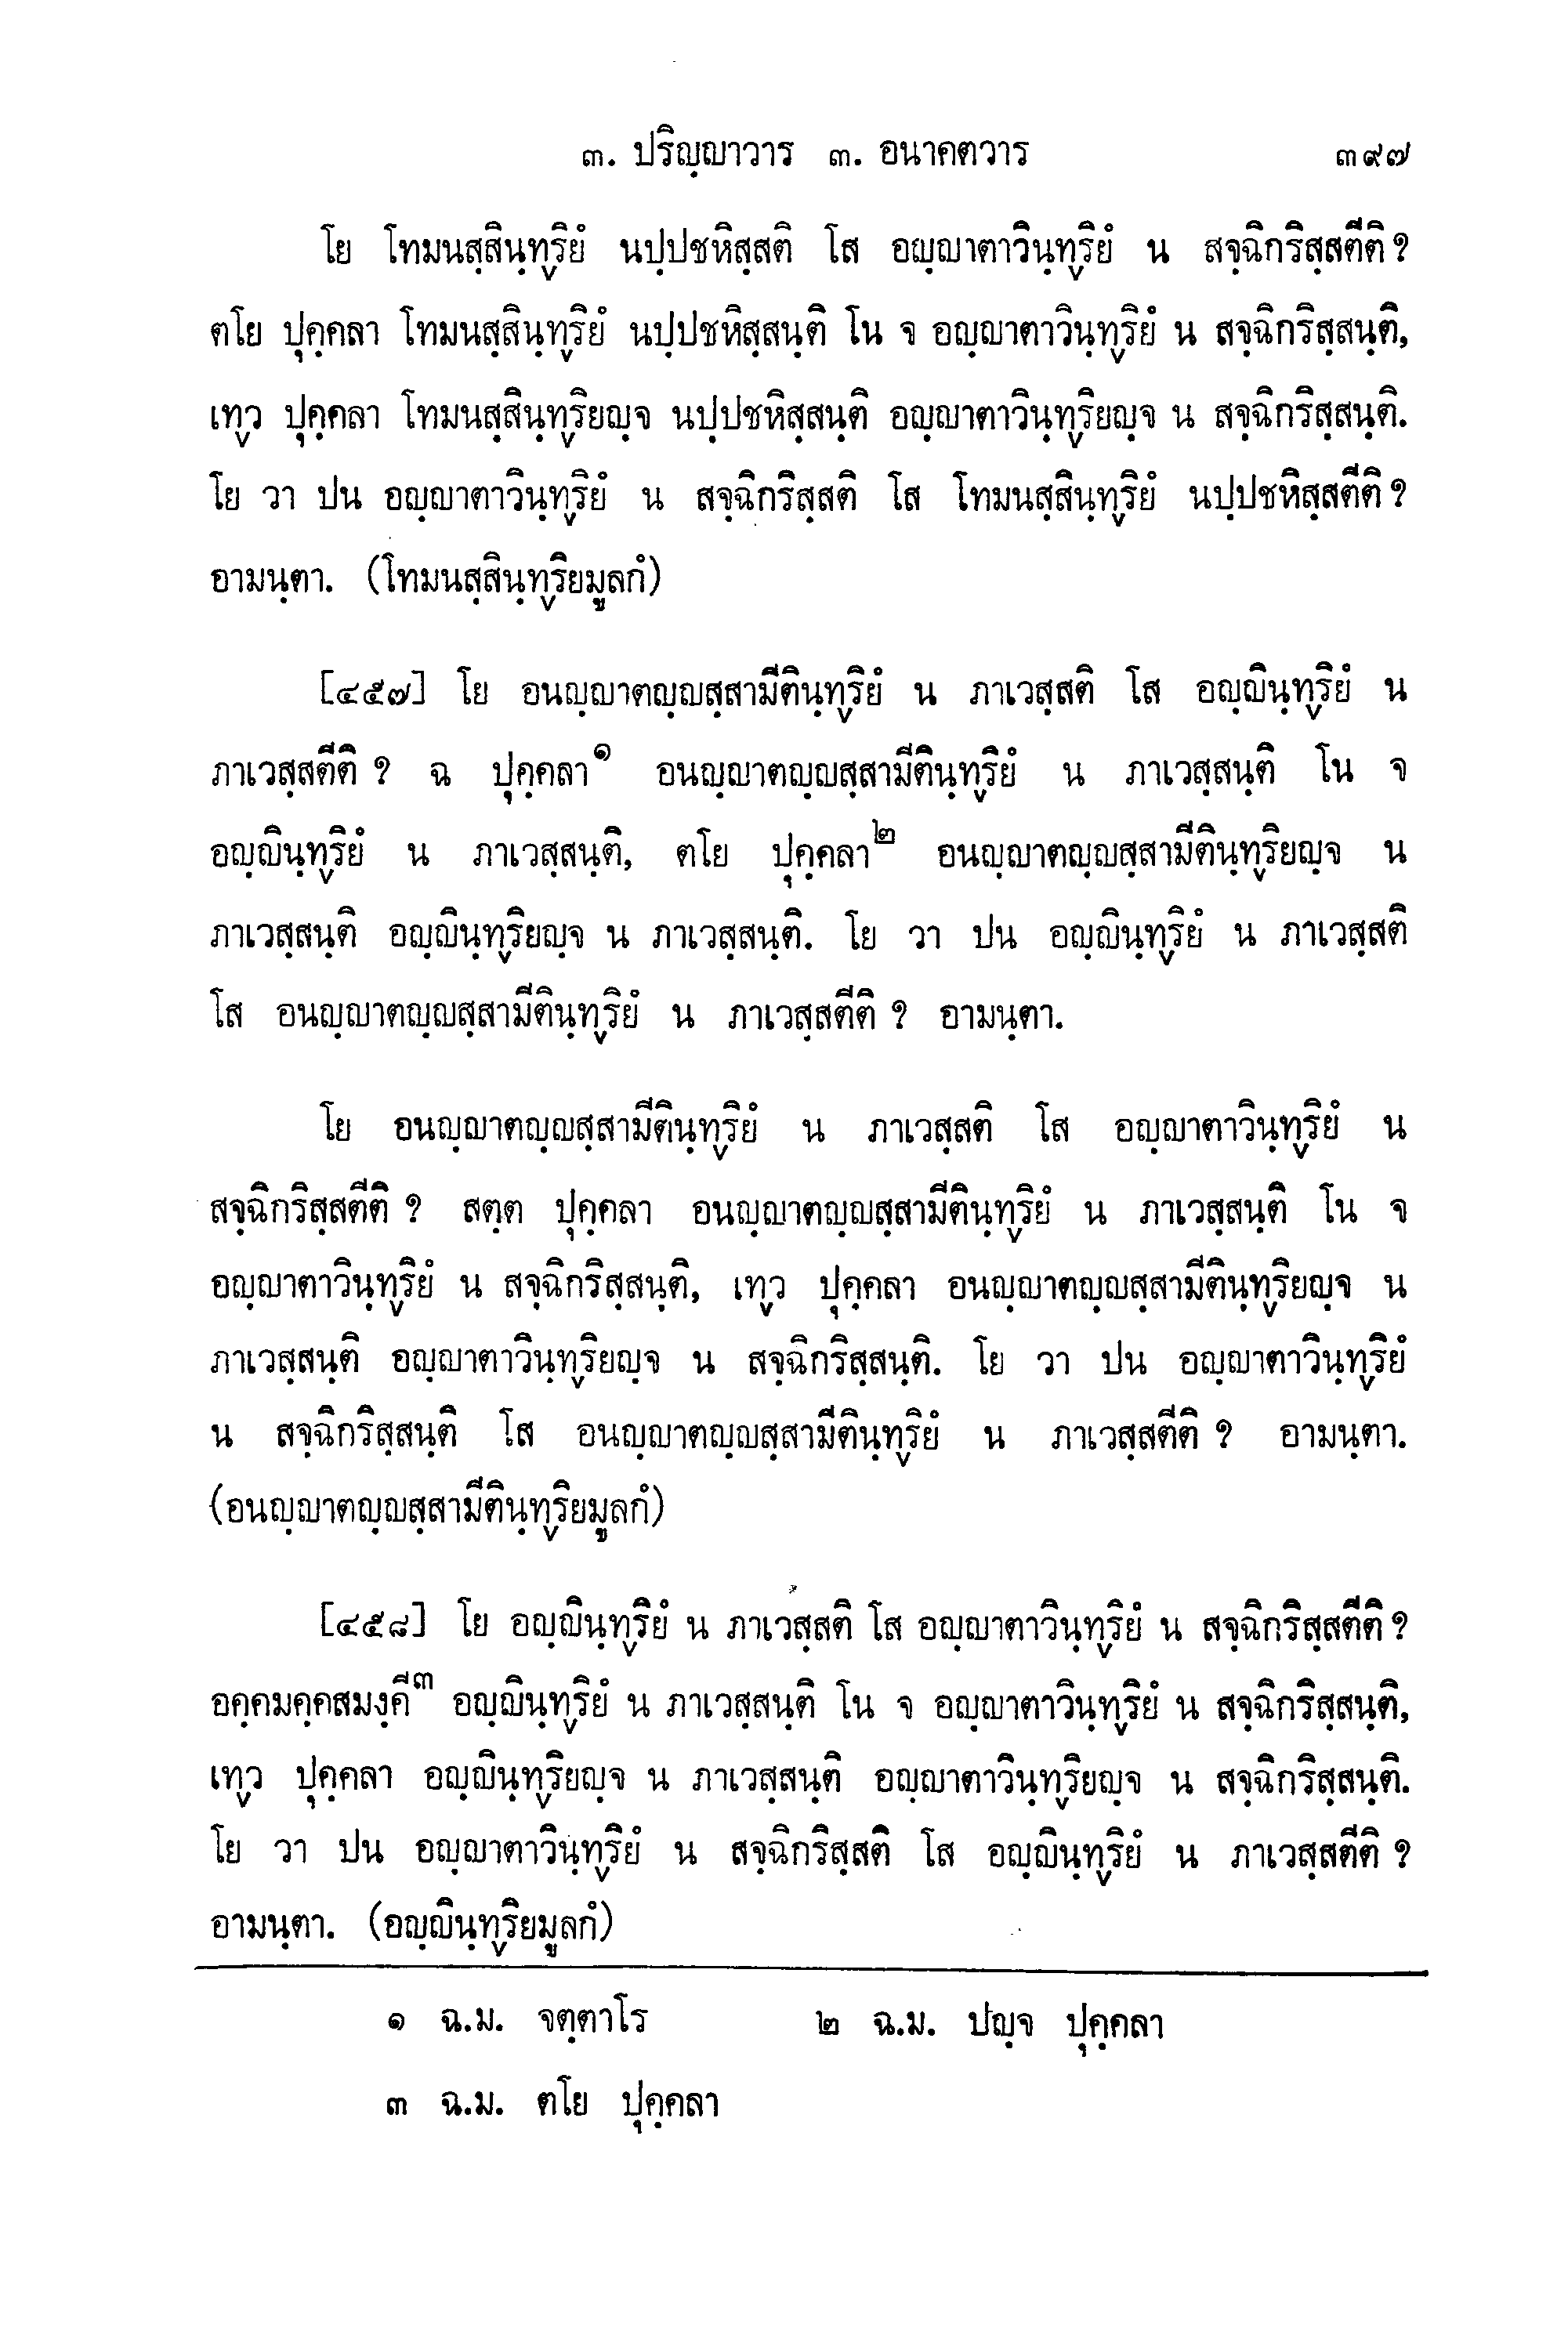 ๓. ปริญฺญาวาร ๓. อนาคตวาร ๓๙๗
โย โทมนสฺสินฺทฺริยํ นปฺปชหิสฺสติ โส อญฺญาตาวินฺทฺริยํ น สจฺฉิกริสฺสตีติ ?
ตโย ปุคฺคลา โทมนสฺสินฺทฺริยํ นปฺปชหิสฺสนฺติ โน จ อญฺญาตาวินฺทฺริยํ น สจฺฉิกริสฺสนฺติ,
เทฺว ปุคฺคลา โทมนสฺสินฺทฺริยญฺจ นปฺปชหิสฺสนฺติ อญฺญาตาวินฺทฺริยญฺจ น สจฺฉิกริสฺสนฺติ.
โย วา ปน อญฺญาตาวินฺทฺริยํ น สจฺฉิกริสฺสติ โส โทมนสฺสินฺทฺริยํ นปฺปชหิสฺสตีติ ?
อามนฺตา. (โทมนสฺสินฺทฺริยมูลกํ)
[๔๕๗] โย อนญฺญาตญฺญสฺสามีตินฺทฺริยํ น ภาเวสฺสติ โส อญฺญินฺทฺริยํ น
ภาเวสฺสตีติ ? ฉ ปุคฺคลา๑ อนญฺญาตญฺญสฺสามีตินฺทฺริยํ น ภาเวสฺสนฺติ โน จ
อญฺญินฺทฺริยํ น ภาเวสฺสนฺติ, ตโย ปุคฺคลา๒ อนญฺญาตญฺญสฺสามีตินฺทฺริยญฺจ น
ภาเวสฺสนฺติ อญฺญินฺทฺริยญฺจ น ภาเวสฺสนฺติ. โย วา ปน อญฺญินฺทฺริยํ น ภาเวสฺสติ
โส อนญฺญาตญฺญสฺสามีตินฺทฺริยํ น ภาเวสฺสตีติ ? อามนฺตา.
โย อนญฺญาตญฺญสฺสามีตินฺทฺริยํ น ภาเวสฺสติ โส อญฺญาตาวินฺทฺริยํ น
สจฺฉิกริสฺสตีติ ? สตฺต ปุคฺคลา อนญฺญาตญฺญสฺสามีตินฺทฺริยํ น ภาเวสฺสนฺติ โน จ
อญฺญาตาวินฺทฺริยํ น สจฺฉิกริสฺสนฺติ, เทฺว ปุคฺคลา อนญฺญาตญฺญสฺสามีตินฺทฺริยญฺจ น
ภาเวสฺสนฺติ อญฺญาตาวินฺทฺริยญฺจ น สจฺฉิกริสฺสนฺติ. โย วา ปน อญฺญาตาวินฺทฺริยํ
น สจฺฉิกริสฺสนฺติ โส อนญฺญาตญฺญสฺสามีตินฺทฺริยํ น ภาเวสฺสตีติ ? อามนฺตา.
(อนญฺญาตญฺญสฺสามีตินฺทฺริยมูลกํ)
[๔๕๘] โย อญฺญินฺทฺริยํ น ภาเวสฺสติ โส อญฺญาตาวินฺทฺริยํ น สจฺฉิกริสฺสตีติ ?
อคฺคมคฺคสมงฺคี๓ อญฺญินฺทฺริยํ น ภาเวสฺสนฺติ โน จ อญฺญาตาวินฺทฺริยํ น สจฺฉิกริสฺสนฺติ,
เทฺว ปุคฺคลา อญฺญินฺทฺริยญฺจ น ภาเวสฺสนฺติ อญฺญาตาวินฺทฺริยญฺจ น สจฺฉิกริสฺสนฺติ.
โย วา ปน อญฺญาตาวินฺทฺริยํ น สจฺฉิกริสฺสติ โส อญฺญินฺทฺริยํ น ภาเวสฺสตีติ ?
อามนฺตา. (อญฺญินฺทฺริยมูลกํ)
๑ ฉ.ม. จตฺตาโร ๒ ฉ.ม. ปญฺจ ปุคฺคลา
๓ ฉ.ม. ตโย ปุคฺคลา